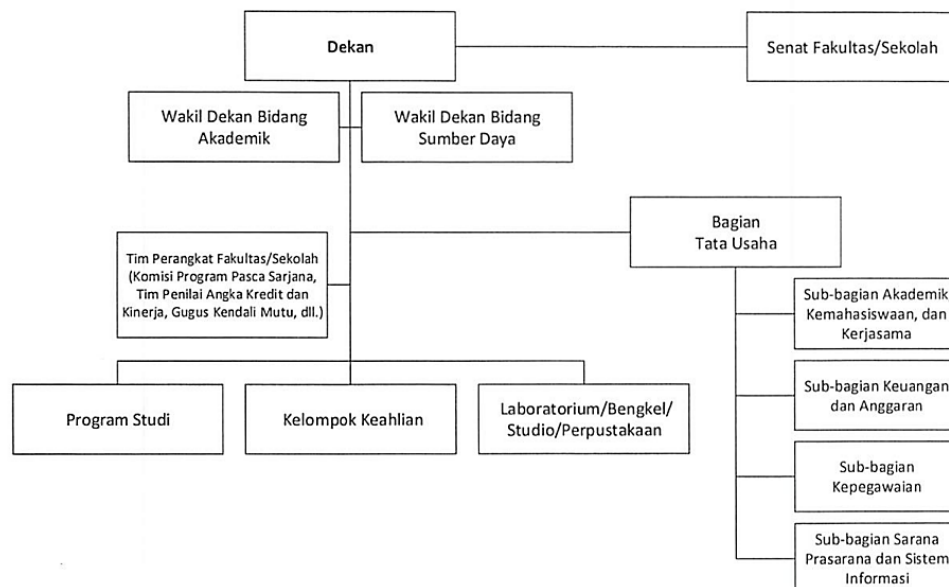 Dekan
Senat Fakultas/Sekolah
Wakil Dekan Bidang
Akademik
Wakil Dekan Bidang
Sumber Daya
Bagian
Tata Usaha
Tim Perangkat Fakultas/Sekolah
(Komisi Program Pasca Sarjana,
Tim Penilai Angka Kredit dan
Kinerja, Gugus Kendali Mutu, dll.)
Sub-bagian Akademik,
Kemahasiswaan, dan
Kerjasama
Sub-bagian Keuangan
dan Anggaran
Program Studi
Kelompok Keahlian
Laboratorium/Bengkel/
Studio/Perpustakaan
Sub-bagian
Kepegawaian
Sub-bagian Sarana
Prasarana dan Sistem
Informasi